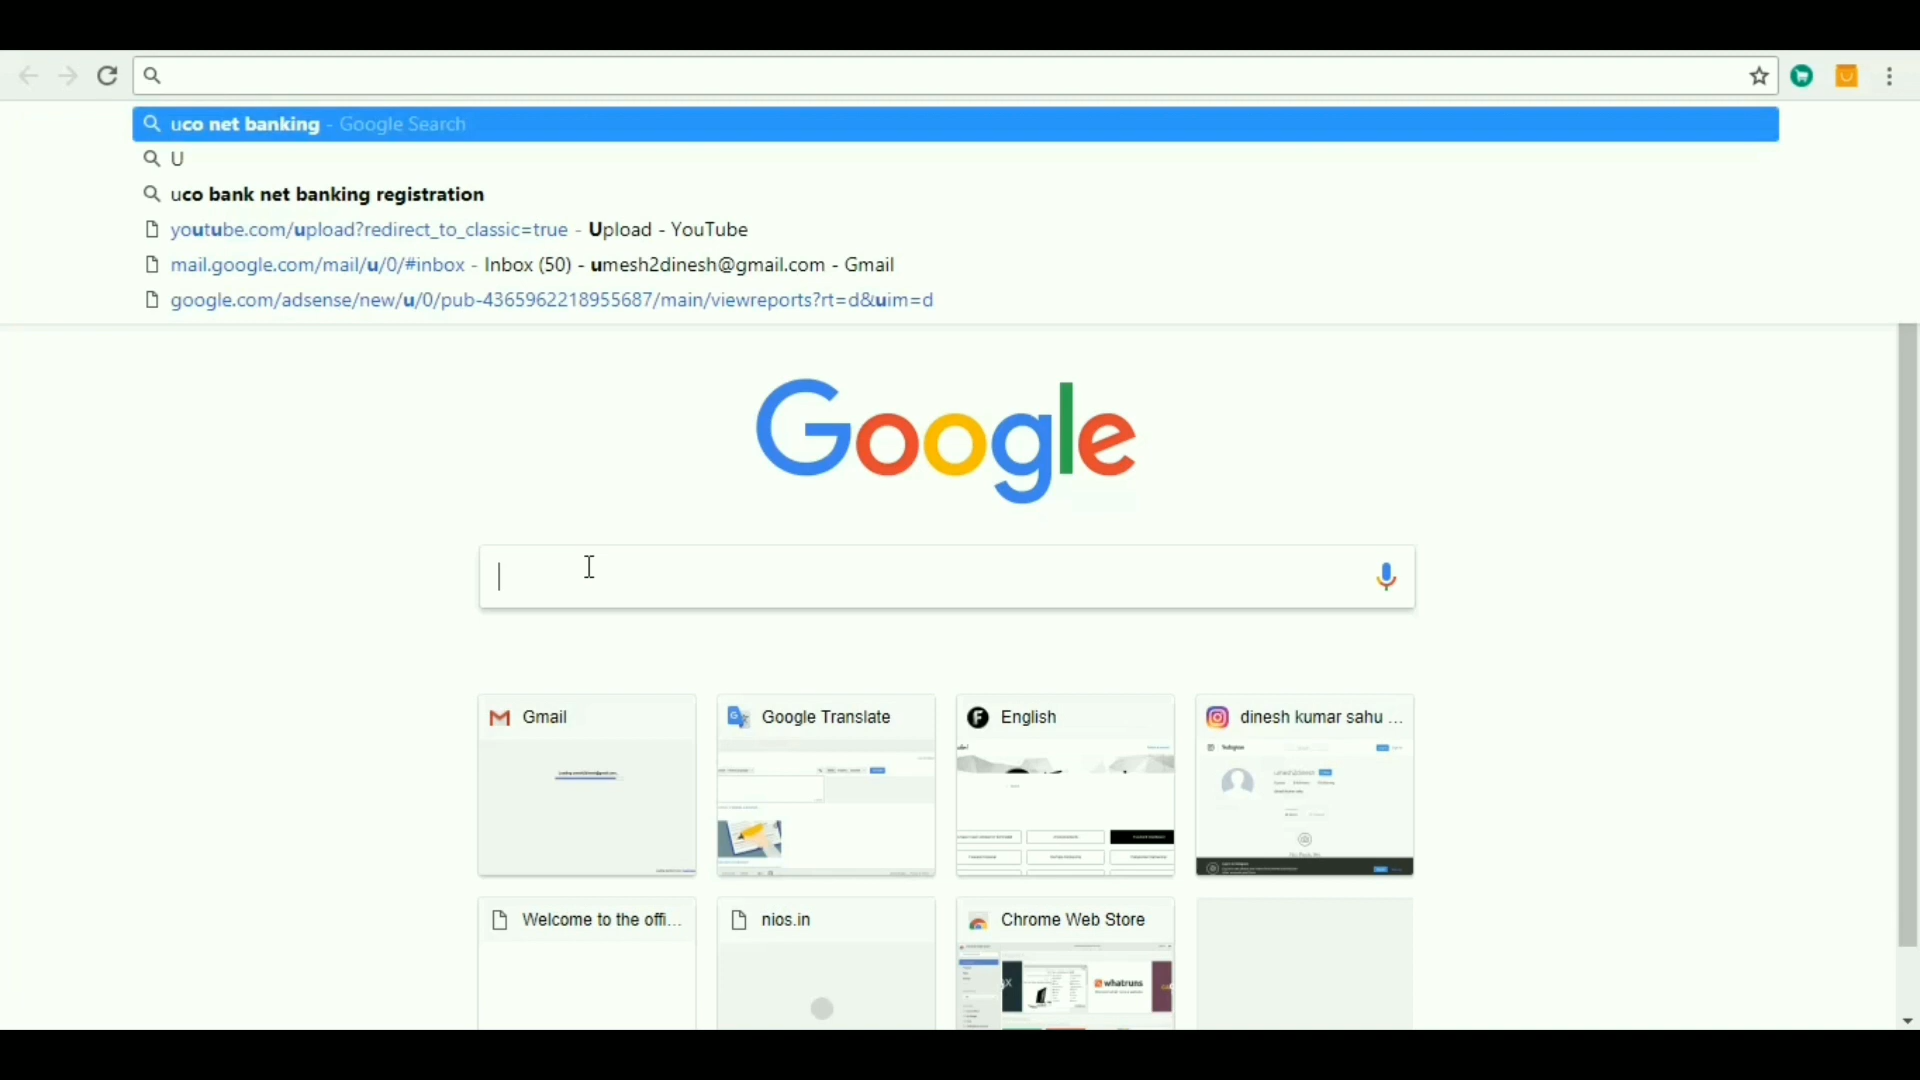 uco net banking - Google Search
U
uco bank net banking registration
youtube.com/upload?redirect_to_classic=true - Upload - YouTube
mail.google.com/mail/u/0/#inbox - Inbox (50) - umesh2dinesh@gmail.com - Gmail
google.com/adsense/new/u/0/pub-4365962218955687/main/viewreports?rt=d&uim=d
Google
Gmail
Google Translate
English
dinesh kumar sahu ...
Welcome to the offi...
nios.in
Chrome Web Store
whatruns